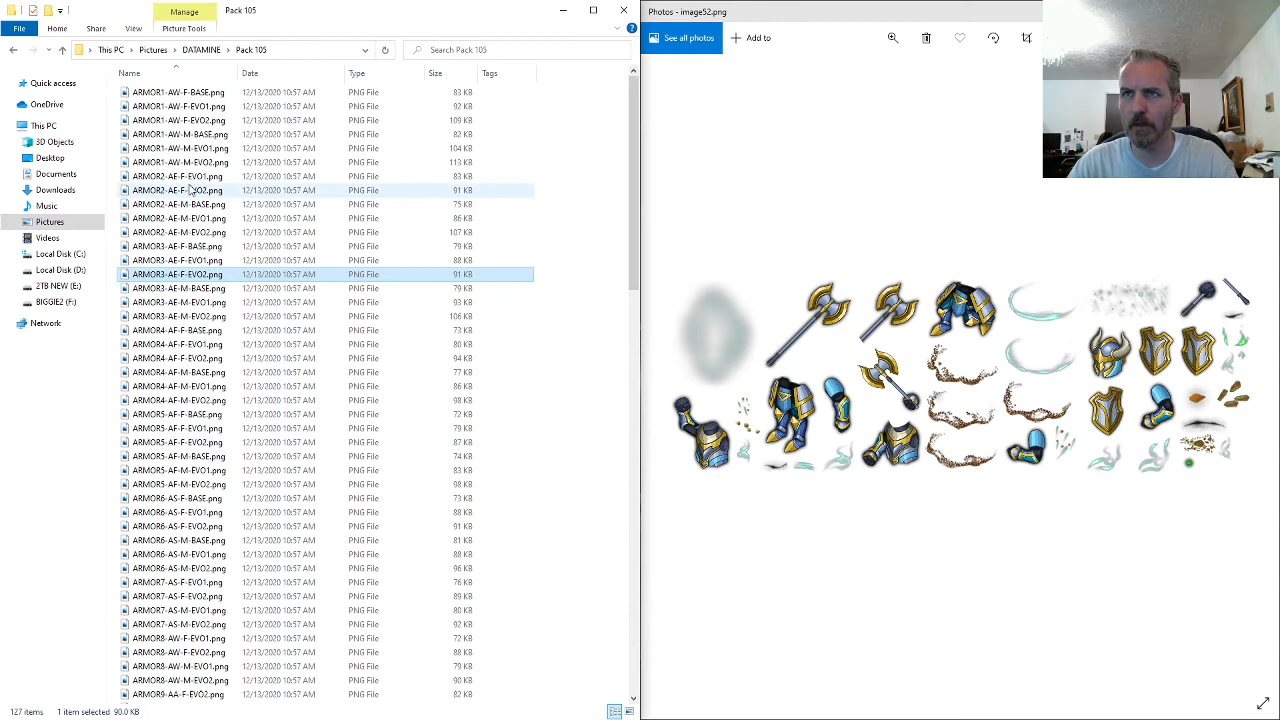 Manage
Pack 105
File
Home
Share
View
Picture Tools
This PC
Pictures
DATAMINE
Pack 105
Search Pack 105
Name
Date
Type
Size
Tags
Quick access
OneDrive
This PC
3D Objects
Desktop
Documents
Downloads
Music
Pictures
Videos
Local Disk (C:)
Local Disk (D:)
2TB NEW (E:)
BIGGIE2 (F:)
Network
ARMOR1-AW-F-BASE.png 12/13/2020 10:57 AM PNG File 83 KB
ARMOR1-AW-F-EVO1.png 12/13/2020 10:57 AM PNG File 92 KB
ARMOR1-AW-F-EVO2.png 12/13/2020 10:57 AM PNG File 109 KB
ARMOR1-AW-M-BASE.png 12/13/2020 10:57 AM PNG File 82 KB
ARMOR1-AW-M-EVO1.png 12/13/2020 10:57 AM PNG File 104 KB
ARMOR1-AW-M-EVO2.png 12/13/2020 10:57 AM PNG File 113 KB
ARMOR2-AE-F-EVO1.png 12/13/2020 10:57 AM PNG File 83 KB
ARMOR2-AE-F-EVO2.png 12/13/2020 10:57 AM PNG File 91 KB
ARMOR2-AE-M-BASE.png 12/13/2020 10:57 AM PNG File 75 KB
ARMOR2-AE-M-EVO1.png 12/13/2020 10:57 AM PNG File 86 KB
ARMOR2-AE-M-EVO2.png 12/13/2020 10:57 AM PNG File 107 KB
ARMOR3-AE-F-BASE.png 12/13/2020 10:57 AM PNG File 79 KB
ARMOR3-AE-F-EVO1.png 12/13/2020 10:57 AM PNG File 88 KB
ARMOR3-AE-F-EVO2.png 12/13/2020 10:57 AM PNG File 91 KB
ARMOR3-AE-M-BASE.png 12/13/2020 10:57 AM PNG File 79 KB
ARMOR3-AE-M-EVO1.png 12/13/2020 10:57 AM PNG File 93 KB
ARMOR3-AE-M-EVO2.png 12/13/2020 10:57 AM PNG File 106 KB
ARMOR4-AF-F-BASE.png 12/13/2020 10:57 AM PNG File 73 KB
ARMOR4-AF-F-EVO1.png 12/13/2020 10:57 AM PNG File 80 KB
ARMOR4-AF-F-EVO2.png 12/13/2020 10:57 AM PNG File 94 KB
ARMOR4-AF-M-BASE.png 12/13/2020 10:57 AM PNG File 77 KB
ARMOR4-AF-M-EVO1.png 12/13/2020 10:57 AM PNG File 86 KB
ARMOR4-AF-M-EVO2.png 12/13/2020 10:57 AM PNG File 98 KB
ARMOR5-AF-F-BASE.png 12/13/2020 10:57 AM PNG File 72 KB
ARMOR5-AF-F-EVO1.png 12/13/2020 10:57 AM PNG File 79 KB
ARMOR5-AF-F-EVO2.png 12/13/2020 10:57 AM PNG File 87 KB
ARMOR5-AF-M-BASE.png 12/13/2020 10:57 AM PNG File 74 KB
ARMOR5-AF-M-EVO1.png 12/13/2020 10:57 AM PNG File 83 KB
ARMOR5-AF-M-EVO2.png 12/13/2020 10:57 AM PNG File 98 KB
ARMOR6-AS-F-BASE.png 12/13/2020 10:57 AM PNG File 73 KB
ARMOR6-AS-F-EVO1.png 12/13/2020 10:57 AM PNG File 88 KB
ARMOR6-AS-F-EVO2.png 12/13/2020 10:57 AM PNG File 91 KB
ARMOR6-AS-M-BASE.png 12/13/2020 10:57 AM PNG File 81 KB
ARMOR6-AS-M-EVO1.png 12/13/2020 10:57 AM PNG File 88 KB
ARMOR6-AS-M-EVO2.png 12/13/2020 10:57 AM PNG File 96 KB
ARMOR7-AS-F-EVO1.png 12/13/2020 10:57 AM PNG File 76 KB
ARMOR7-AS-F-EVO2.png 12/13/2020 10:57 AM PNG File 89 KB
ARMOR7-AS-M-EVO1.png 12/13/2020 10:57 AM PNG File 80 KB
ARMOR7-AS-M-EVO2.png 12/13/2020 10:57 AM PNG File 92 KB
ARMOR8-AW-F-EVO1.png 12/13/2020 10:57 AM PNG File 72 KB
ARMOR8-AW-F-EVO2.png 12/13/2020 10:57 AM PNG File 88 KB
ARMOR8-AW-M-EVO1.png 12/13/2020 10:57 AM PNG File 79 KB
ARMOR8-AW-M-EVO2.png 12/13/2020 10:57 AM PNG File 90 KB
ARMOR9-AA-F-EVO2.png 12/13/2020 10:57 AM PNG File 82 KB
127 items
1 item selected 90.0 KB
Photos - image52.png
See all photos
Add to